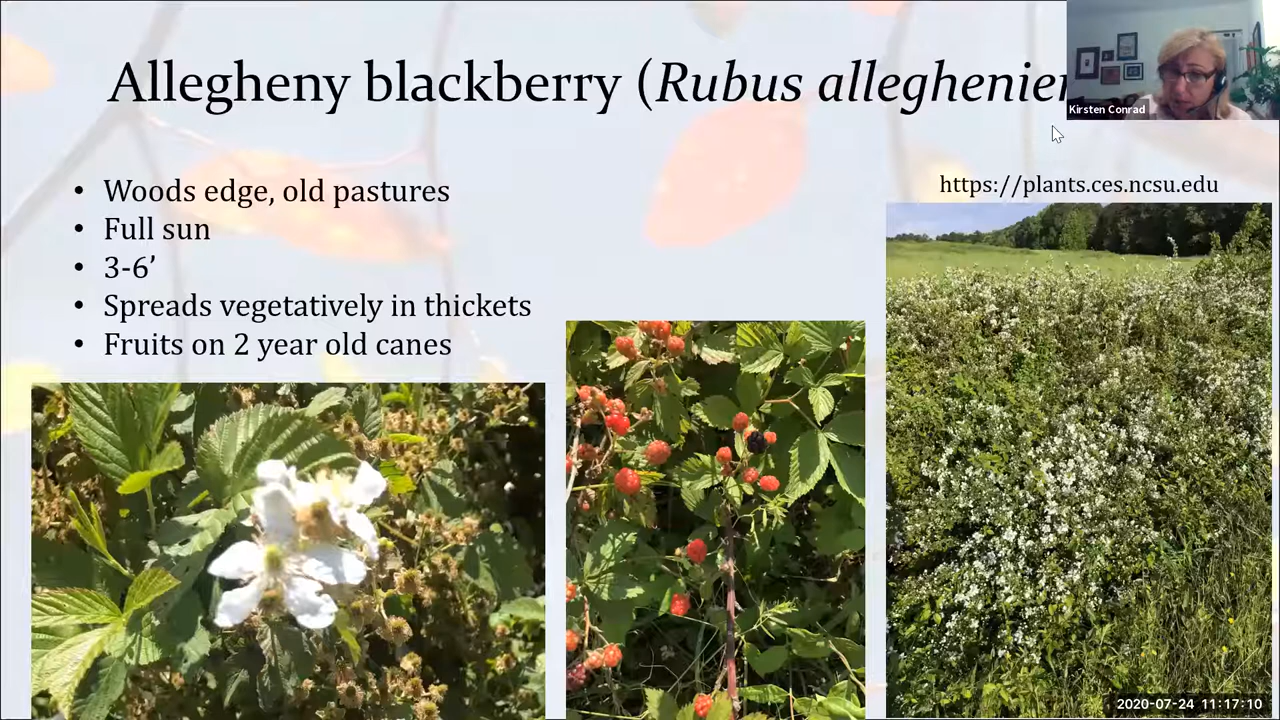 Allegheny blackberry (Rubus allegheni
Kirsten Conrad
• Woods edge, old pastures
• Full sun
• 3-6’
• Spreads vegetatively in thickets
• Fruits on 2 year old canes
https://plants.ces.ncsu.edu
2020-07-24 11:17:10